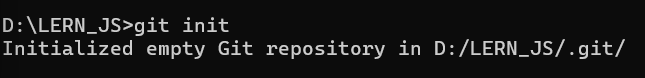 D:\LERN_JS>git init
Initialized empty Git repository in D:/LERN_JS/.git/